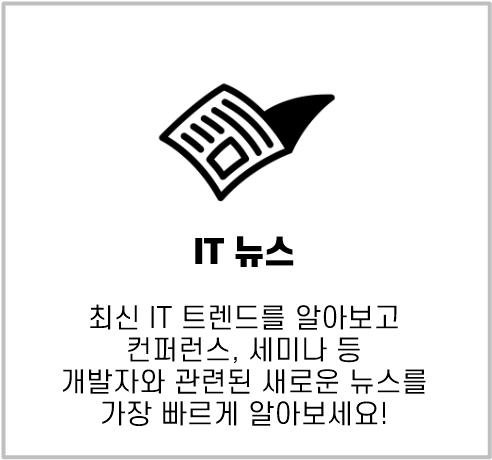 IT 뉴스
최신 IT 트렌드를 알아보고
컨퍼런스, 세미나 등
개발자와 관련된 새로운 뉴스를
가장 빠르게 알아보세요!